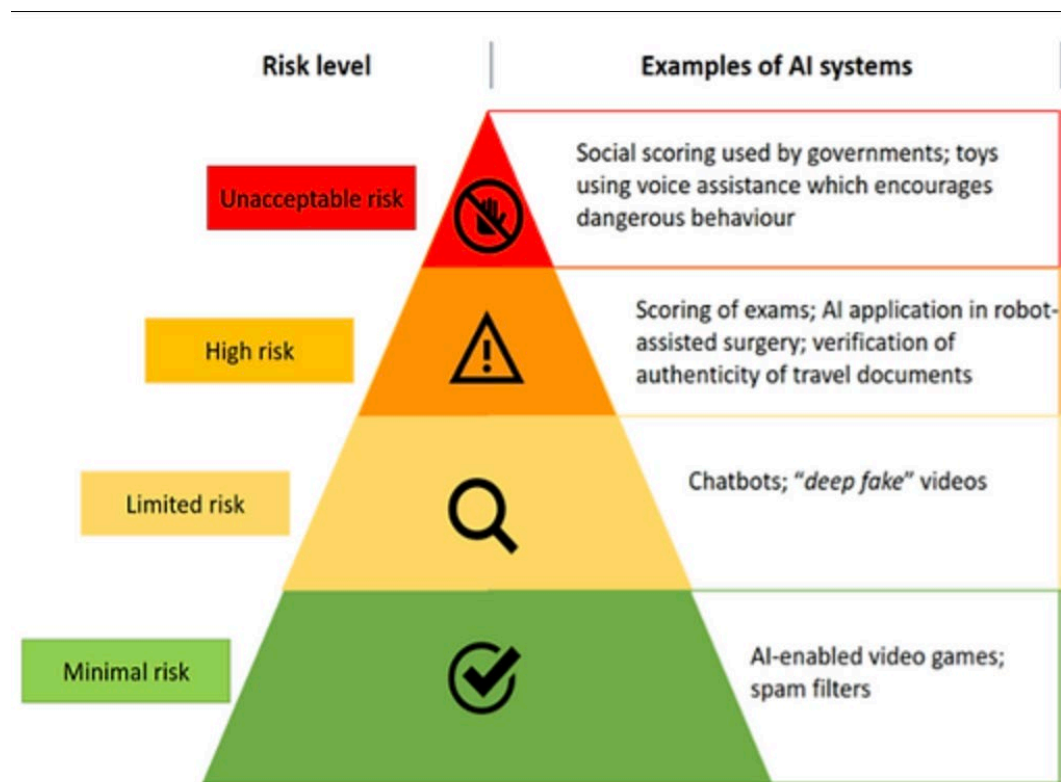 Risk level
Examples of AI systems
Unacceptable risk
Social scoring used by governments; toys
using voice assistance which encourages
dangerous behaviour
High risk
Scoring of exams; AI application in robot-
assisted surgery; verification of
authenticity of travel documents
Limited risk
Chatbots; “deep fake” videos
Minimal risk
AI-enabled video games;
spam filters